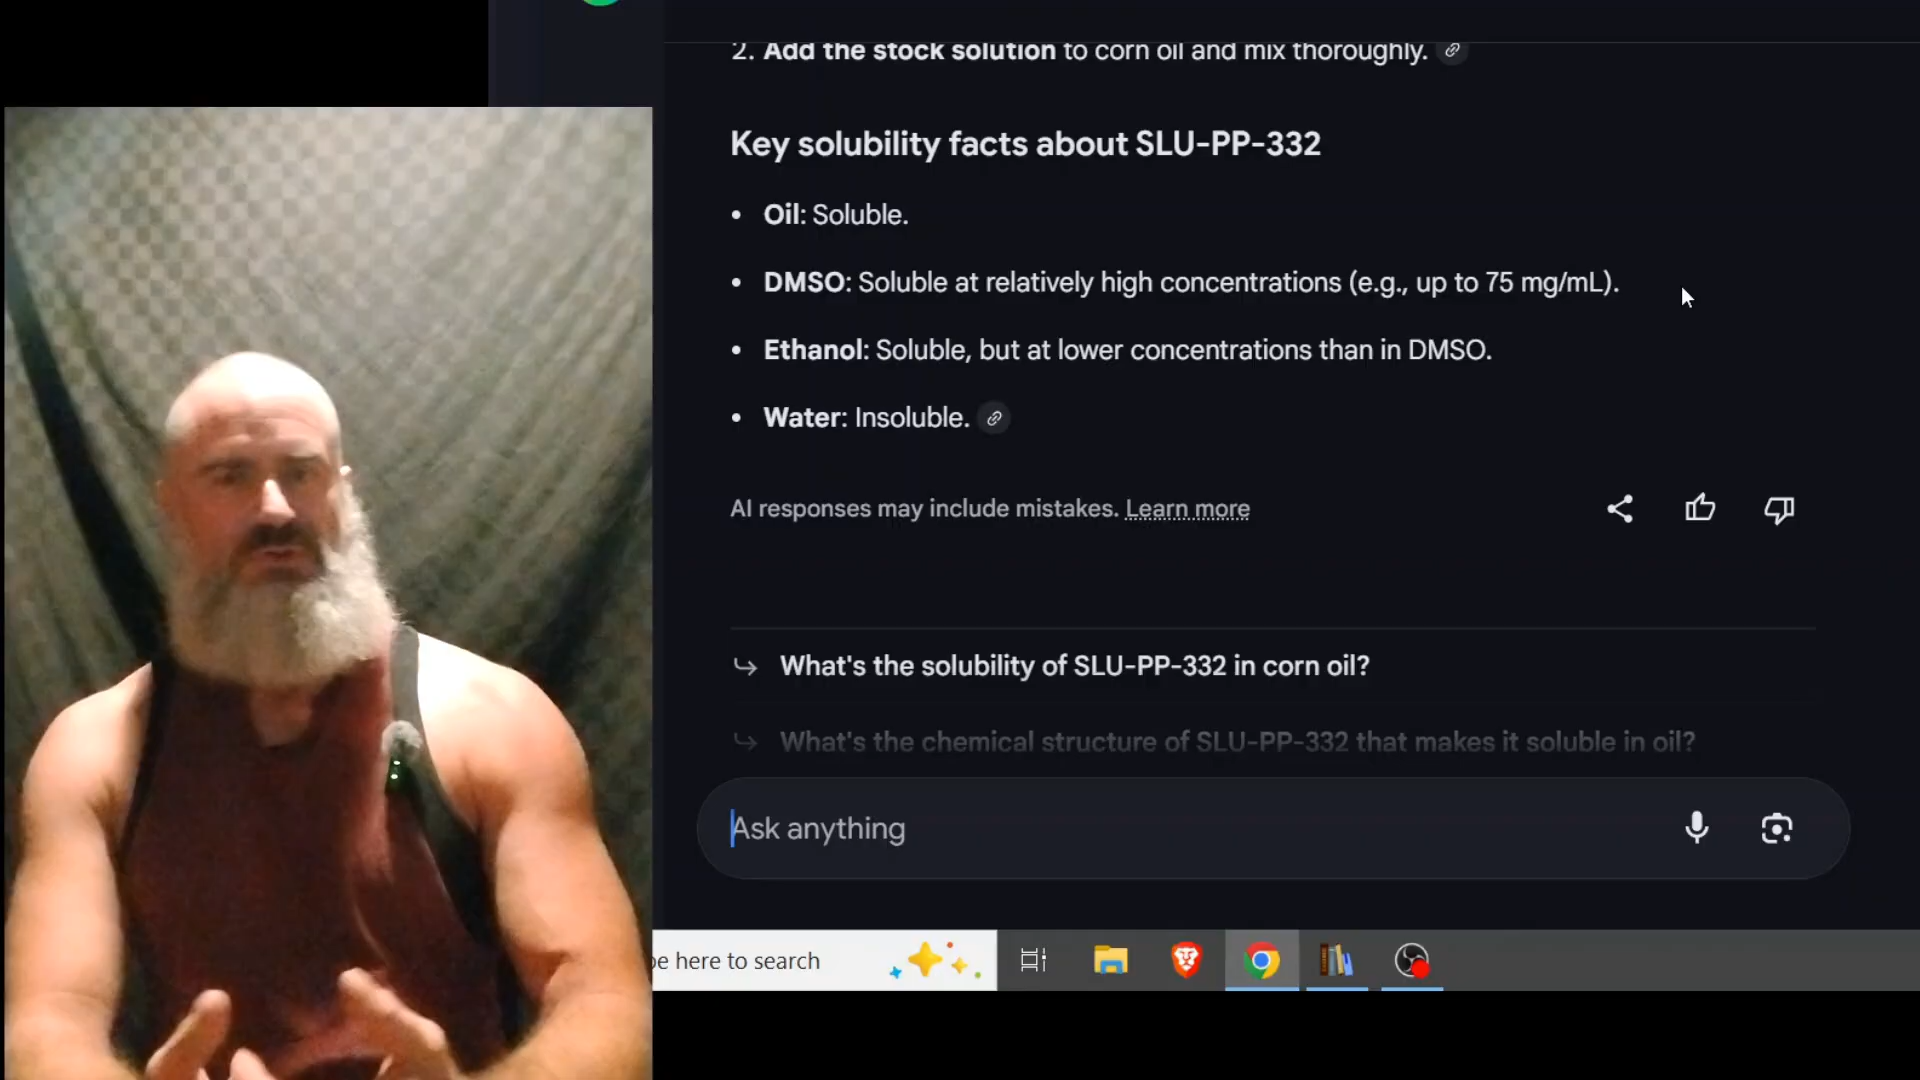 2. Add the stock solution to corn oil and mix thoroughly.
Key solubility facts about SLU-PP-332
• Oil: Soluble.
• DMSO: Soluble at relatively high concentrations (e.g., up to 75 mg/mL).
• Ethanol: Soluble, but at lower concentrations than in DMSO.
• Water: Insoluble.
AI responses may include mistakes. Learn more
What's the solubility of SLU-PP-332 in corn oil?
What's the chemical structure of SLU-PP-332 that makes it soluble in oil?
Ask anything
here to search